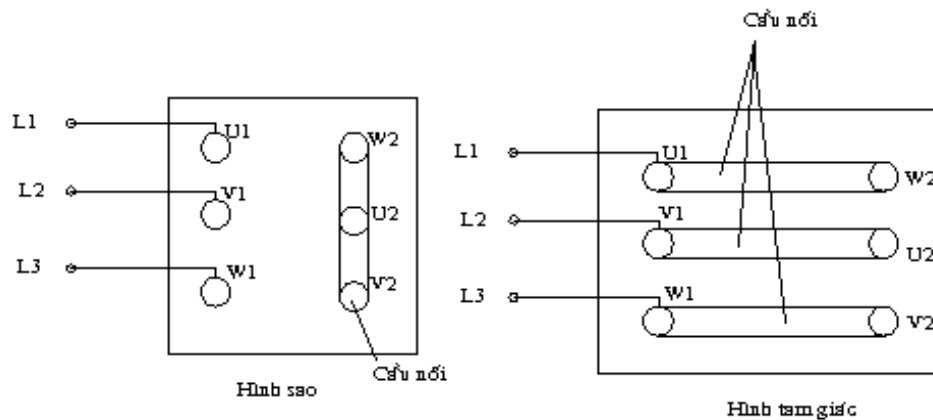 Cầu nối
L1
U1
W2
L2
V1
U2
L3
W1
V2
Cầu nối
Hình sao
L1
U1
W2
L2
V1
U2
L3
W1
V2
Hình tam giác